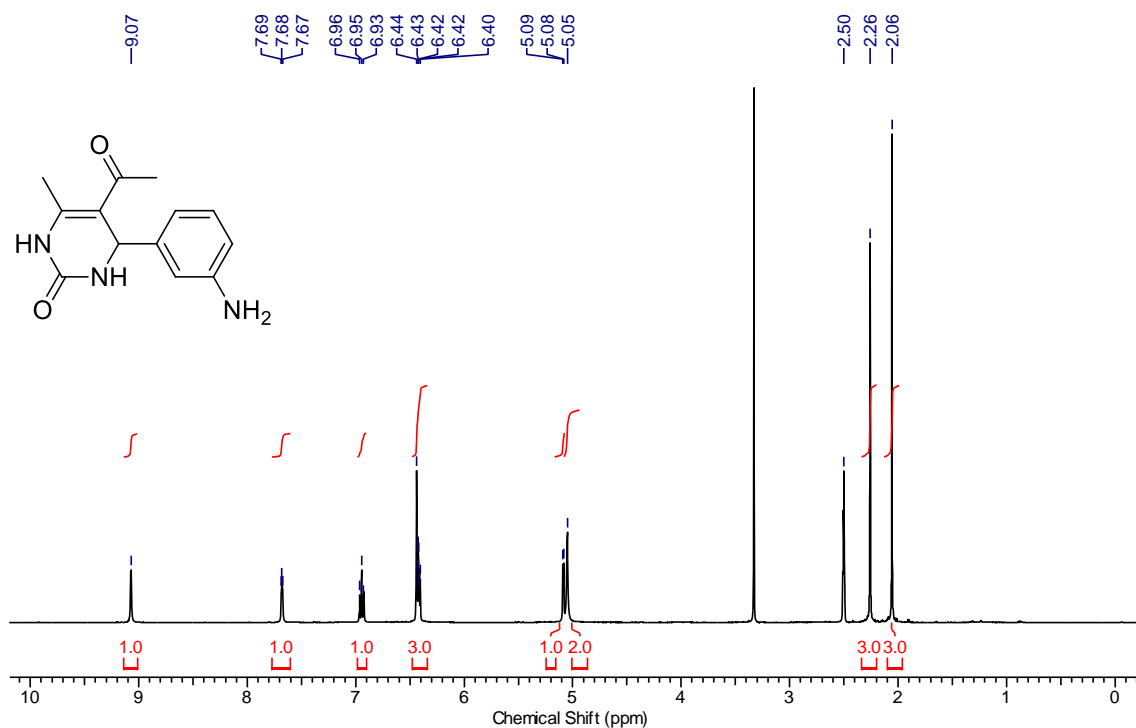 9.07 7.69 7.68 7.67 6.96 6.95 6.93 6.44 6.43 6.42 6.42 6.40 5.09 5.08 5.05 2.50 2.26 2.06
O
HN
NH
O
NH2
1.0 1.0 1.0 3.0 1.0 2.0 3.0 3.0
10 9 8 7 6 5 4 3 2 1 0
Chemical Shift (ppm)